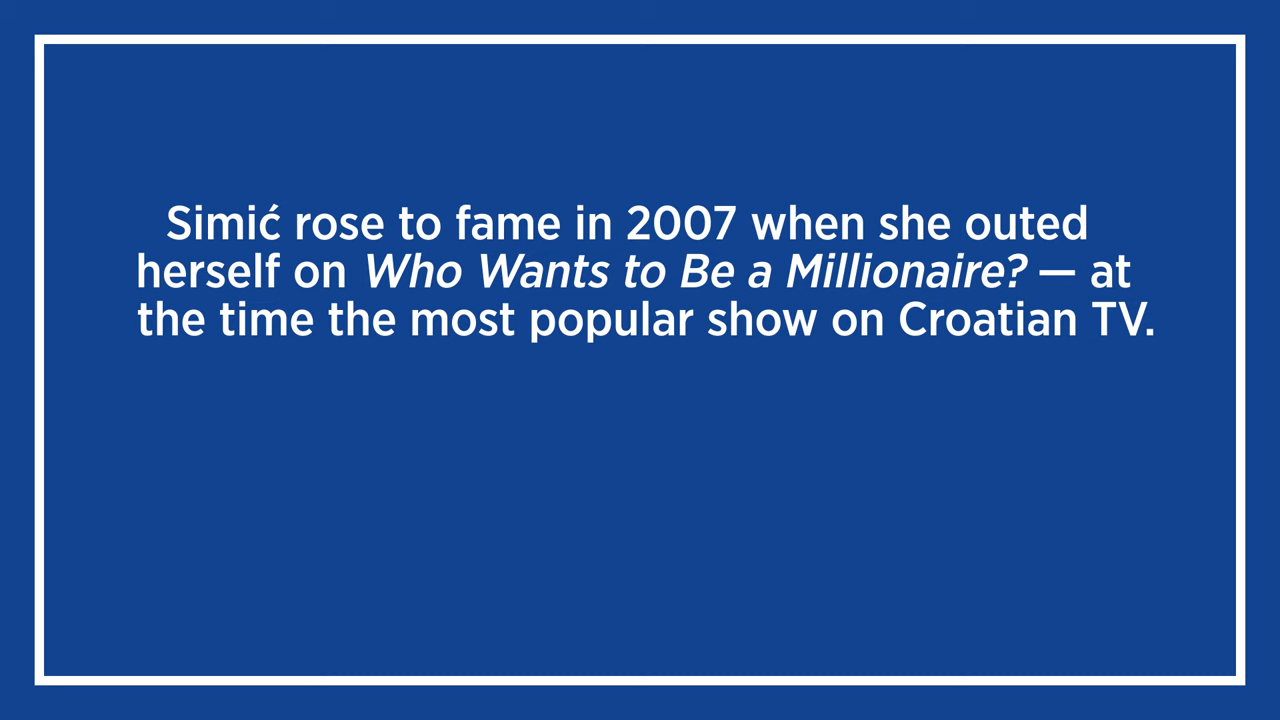 Simić rose to fame in 2007 when she outed
herself on Who Wants to Be a Millionaire? — at
the time the most popular show on Croatian TV.